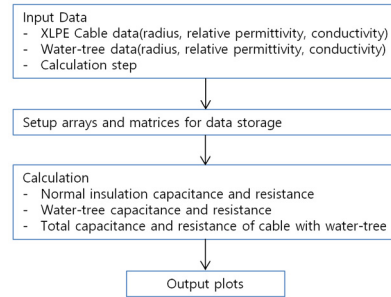 Input Data
- XLPE Cable data(radius, relative permittivity, conductivity)
- Water-tree data(radius, relative permittivity, conductivity)
- Calculation step
Setup arrays and matrices for data storage
Calculation
- Normal insulation capacitance and resistance
- Water-tree capacitance and resistance
- Total capacitance and resistance of cable with water-tree
Output plots